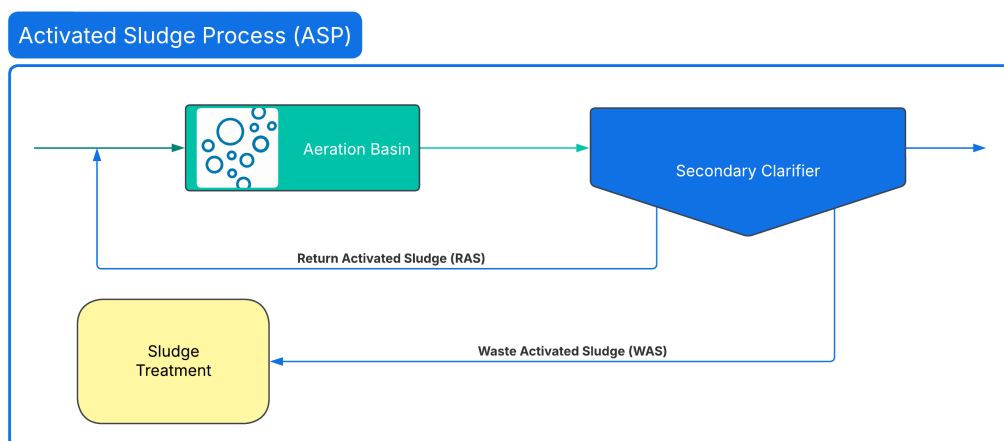 Activated Sludge Process (ASP)
Aeration Basin
Secondary Clarifier
Return Activated Sludge (RAS)
Waste Activated Sludge (WAS)
Sludge
Treatment